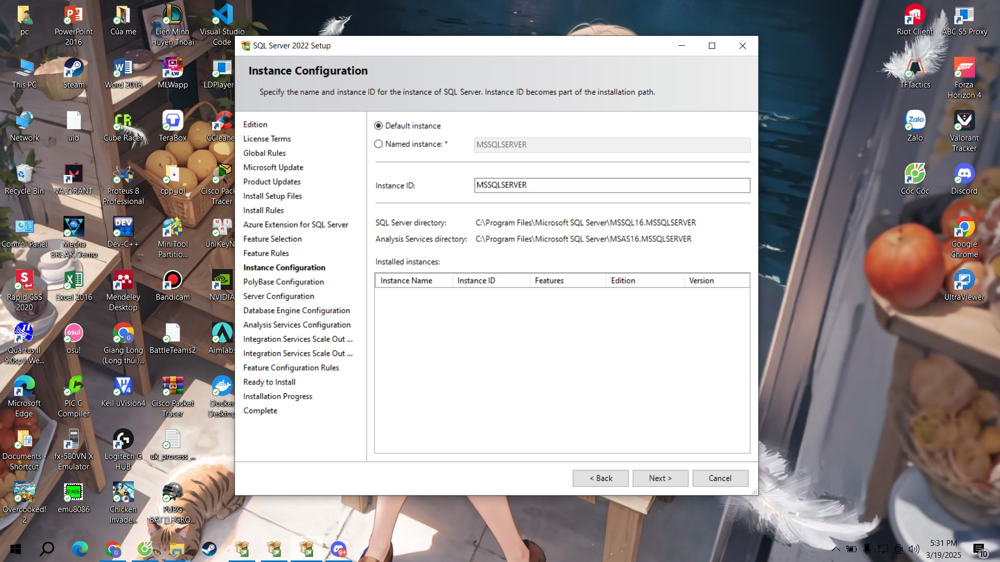 pc
PowerPoint
2016
Của me
Liên Minh
Huyền Thoại
Visual Studio
Code
This PC
Steam
Word 2016
MLWapp
LDPlayer
Network
uid
Cube Racer
TeraBox
CCleane
Recycle Bin
VALORANT
Proteus 8
Professional
cpp_lol
Cisco Pack
Tracer
Control Panel
Mecha
BREAK Demo
Dev-C++
MiniTool
Partitio...
UniKeyN
Rapid CSS
2020
Excel 2016
Mendeley
Desktop
Bandicam
NVIDIA
Quartus II
9.0sp1 We...
osu!
Giang Long
(Long thúi)...
BattleTeams2
Aimlabs
Microsoft
Edge
PIC C
Compiler
Keil uVision4
Cisco Packet
Tracer
Docker
Desktop
Documents -
Shortcut
fx-580VN X
Emulator
Logitech G
HUB
uk_process_...
Overcooked!
2
emu8086
Chicken
Invade...
PUBG
BATTLEGRO...
SQL Server 2022 Setup
Instance Configuration
Specify the name and instance ID for the instance of SQL Server. Instance ID becomes part of the installation path.
Edition
License Terms
Global Rules
Microsoft Update
Product Updates
Install Setup Files
Install Rules
Azure Extension for SQL Server
Feature Selection
Feature Rules
Instance Configuration
PolyBase Configuration
Server Configuration
Database Engine Configuration
Analysis Services Configuration
Integration Services Scale Out ...
Integration Services Scale Out ...
Feature Configuration Rules
Ready to Install
Installation Progress
Complete
Default instance
Named instance: * MSSQLSERVER
Instance ID: MSSQLSERVER
SQL Server directory: C:\Program Files\Microsoft SQL Server\MSSQL16.MSSQLSERVER
Analysis Services directory: C:\Program Files\Microsoft SQL Server\MSAS16.MSSQLSERVER
Installed instances:
Instance Name Instance ID Features Edition Version
< Back Next > Cancel
Riot Client
ABC S5 Proxy
TFTactics
Forza
Horizon 4
Zalo
Valorant
Tracker
Cốc Cốc
Discord
Google
Chrome
UltraViewer
5:31 PM
3/19/2025
10